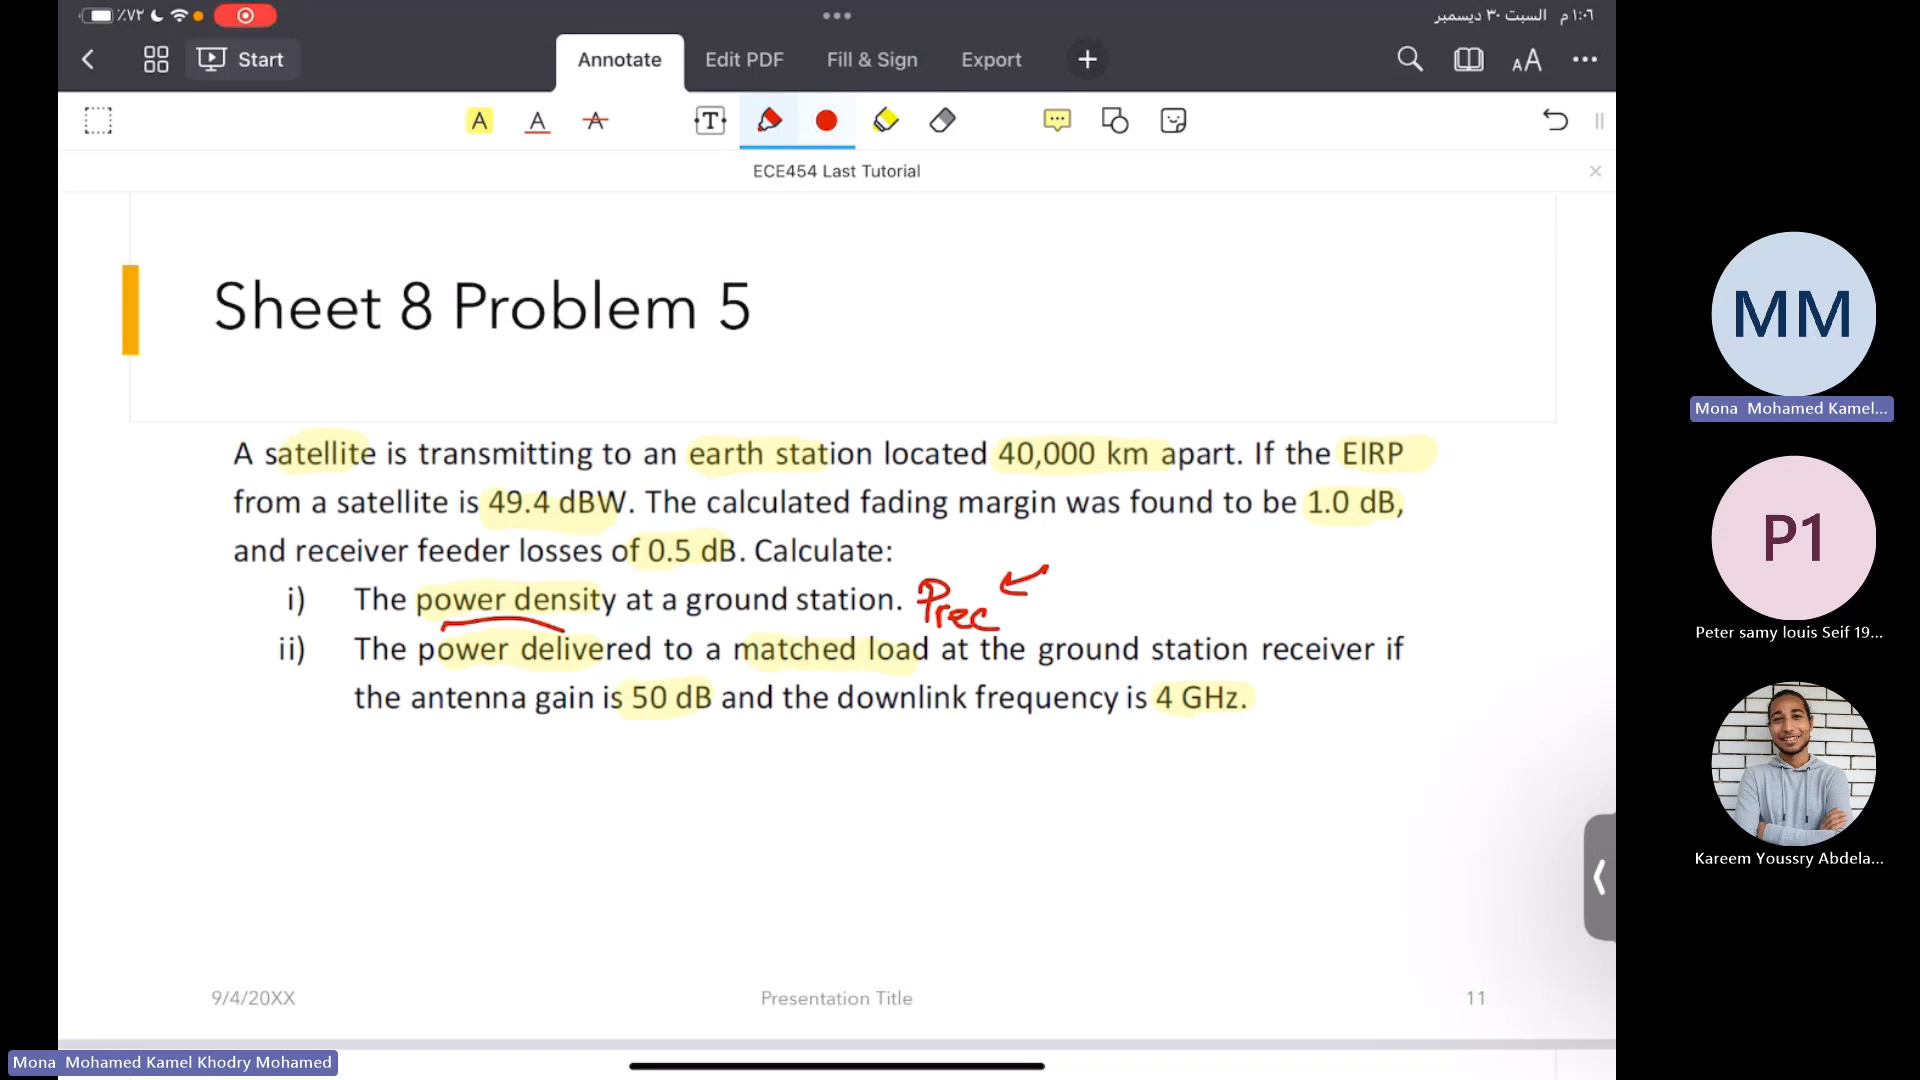 ٪٧٢
١:٠٦ م السبت ٣٠ ديسمبر
Start
Annotate
Edit PDF
Fill & Sign
Export
ECE454 Last Tutorial
Sheet 8 Problem 5
A satellite is transmitting to an earth station located 40,000 km apart. If the EIRP
from a satellite is 49.4 dBW. The calculated fading margin was found to be 1.0 dB,
and receiver feeder losses of 0.5 dB. Calculate:
i) The power density at a ground station. Prec
ii) The power delivered to a matched load at the ground station receiver if
the antenna gain is 50 dB and the downlink frequency is 4 GHz.
9/4/20XX
Presentation Title
11
MM
Mona Mohamed Kamel...
P1
Peter samy louis Seif 19...
Kareem Youssry Abdela...
Mona Mohamed Kamel Khodry Mohamed